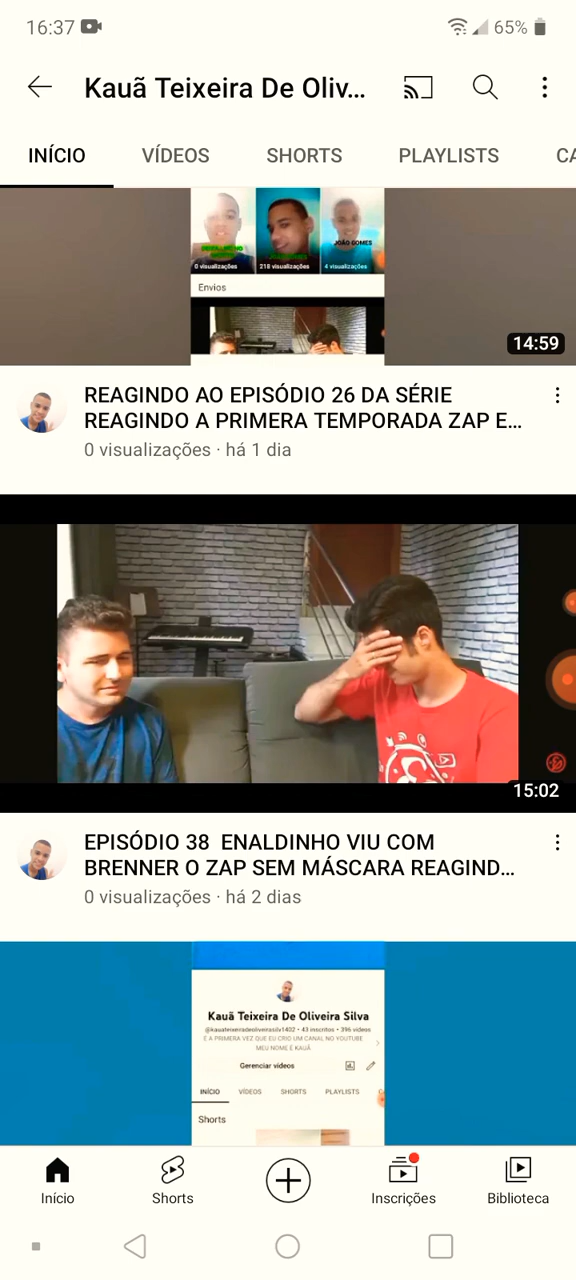 16:37
65%
Kauã Teixeira De Oliv...
INÍCIO
VÍDEOS
SHORTS
PLAYLISTS
CA
0 visualizações
218 visualizações
JOÃO GOMES
4 visualizações
Envios
14:59
REAGINDO AO EPISÓDIO 26 DA SÉRIE
REAGINDO A PRIMERA TEMPORADA ZAP E...
0 visualizações · há 1 dia
15:02
EPISÓDIO 38  ENALDINHO VIU COM
BRENNER O ZAP SEM MÁSCARA REAGIND...
0 visualizações · há 2 dias
Kauã Teixeira De Oliveira Silva
@kauateixeiradeoliveirasilv1402 • 43 inscritos • 396 vídeos
É A PRIMEIRA VEZ QUE EU CRIO UM CANAL NO YOUTUBE
MEU NOME É KAUÃ
Gerenciar vídeos
INÍCIO
VÍDEOS
SHORTS
PLAYLISTS
Shorts
Início
Shorts
Inscrições
Biblioteca